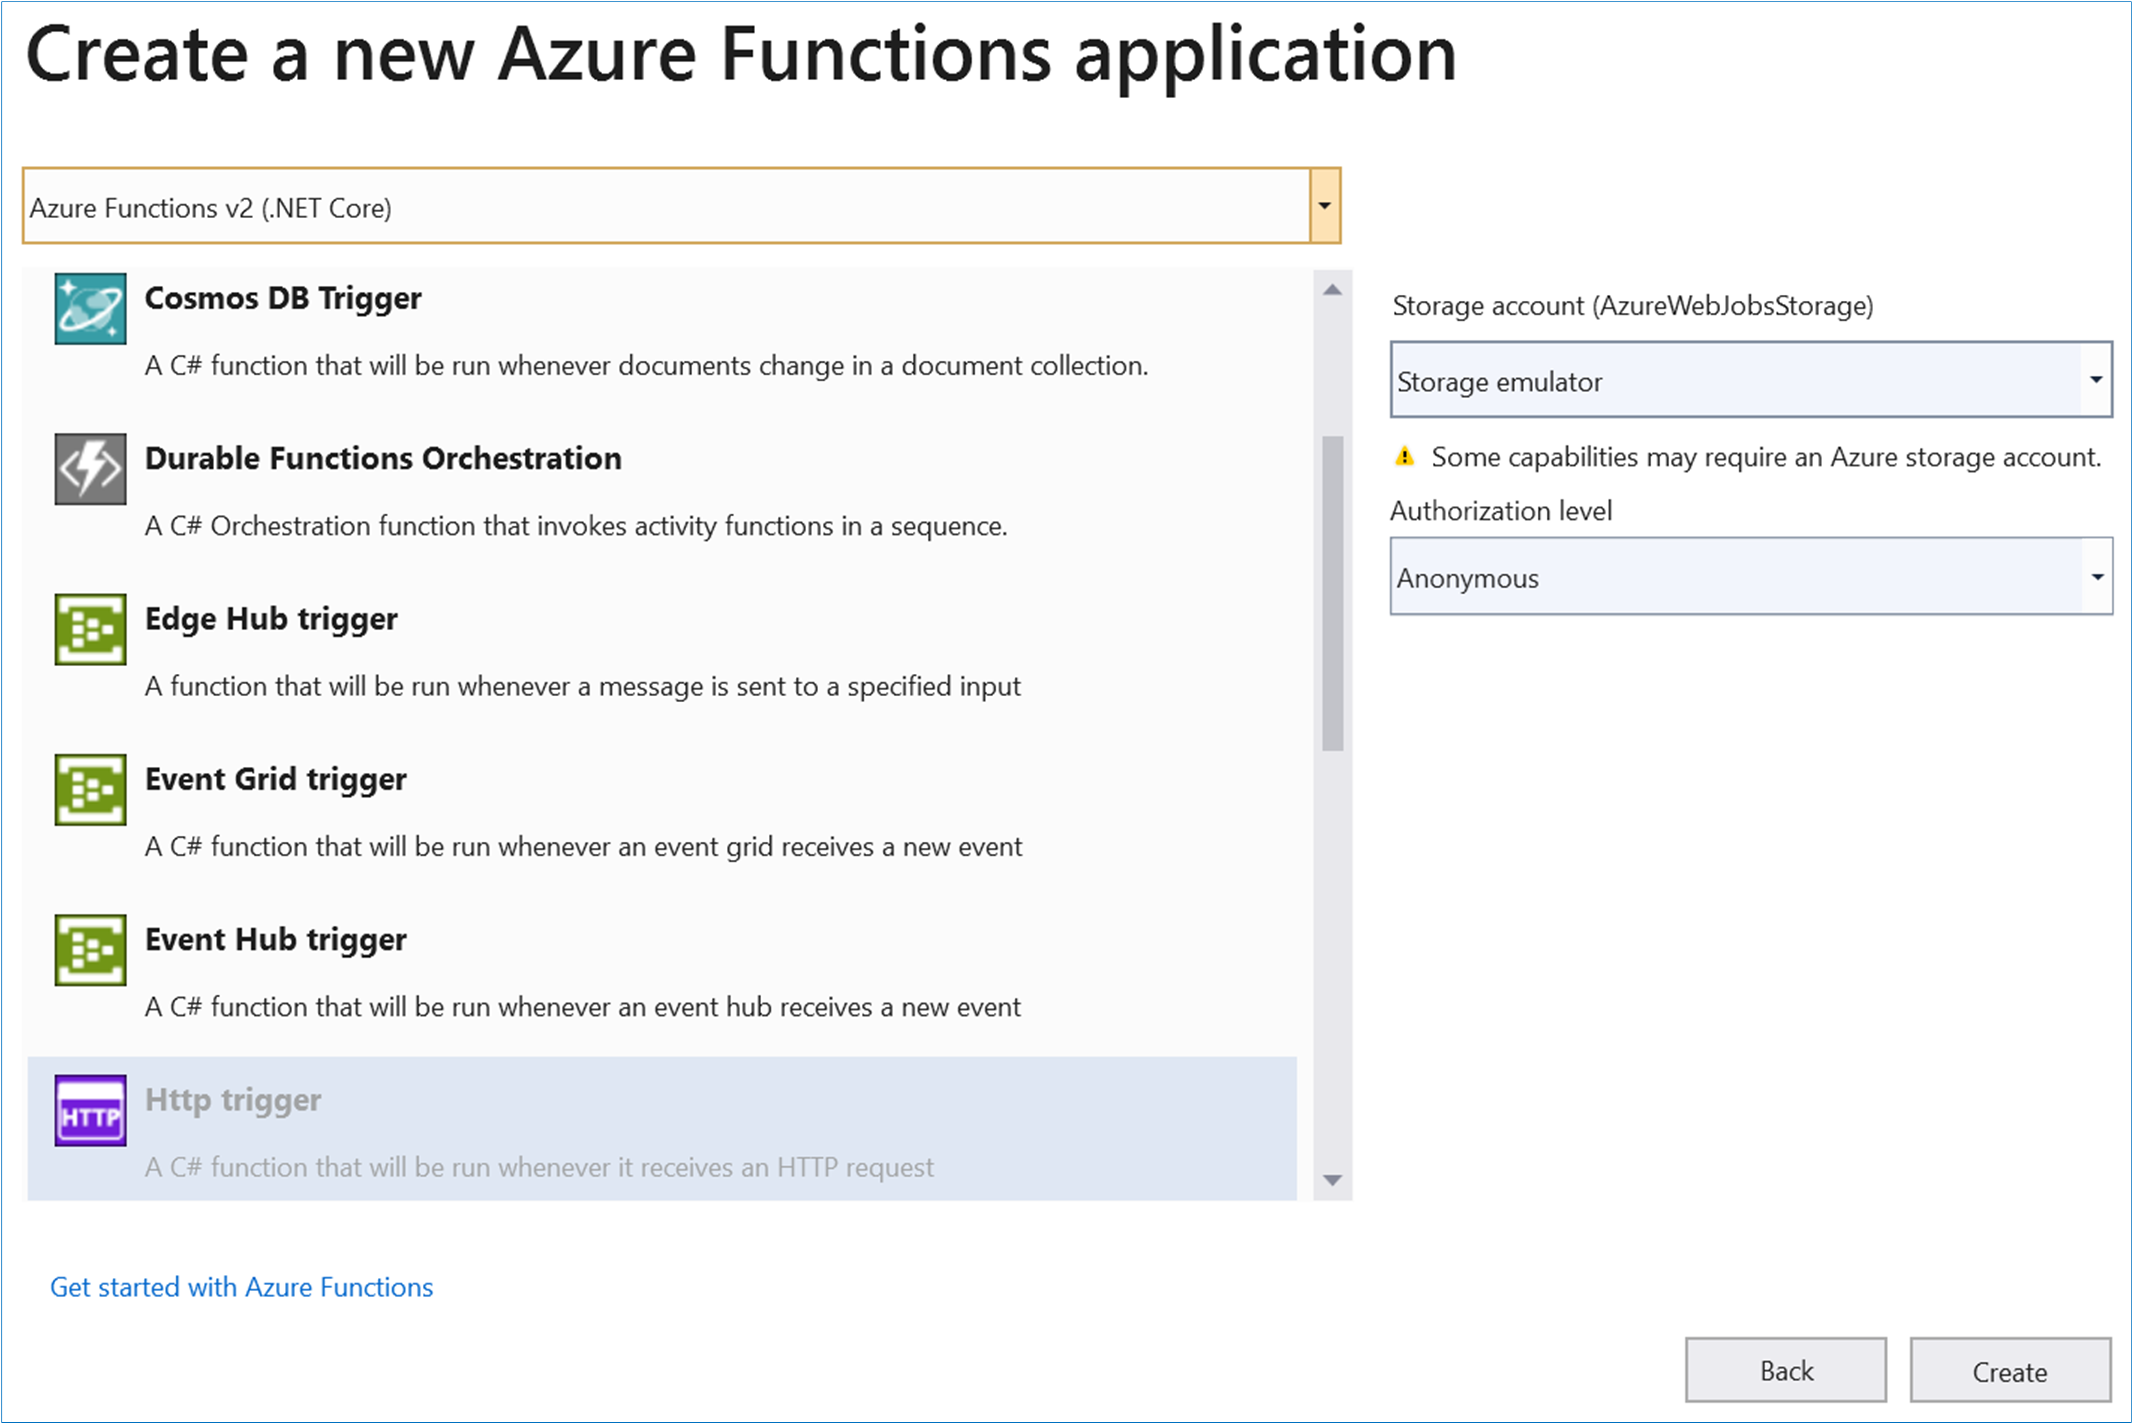 Create a new Azure Functions application
Azure Functions v2 (.NET Core)
Cosmos DB Trigger
A C# function that will be run whenever documents change in a document collection.
Durable Functions Orchestration
A C# Orchestration function that invokes activity functions in a sequence.
Edge Hub trigger
A function that will be run whenever a message is sent to a specified input
Event Grid trigger
A C# function that will be run whenever an event grid receives a new event
Event Hub trigger
A C# function that will be run whenever an event hub receives a new event
HTTP
Http trigger
A C# function that will be run whenever it receives an HTTP request
Storage account (AzureWebJobsStorage)
Storage emulator
Some capabilities may require an Azure storage account.
Authorization level
Anonymous
Get started with Azure Functions
Back
Create